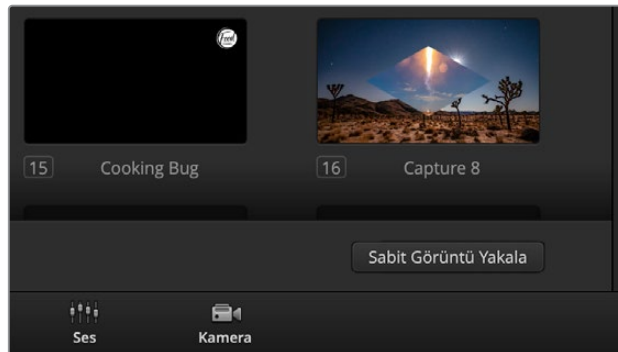 15 Cooking Bug
16 Capture 8
Sabit Görüntü Yakala
Ses
Kamera